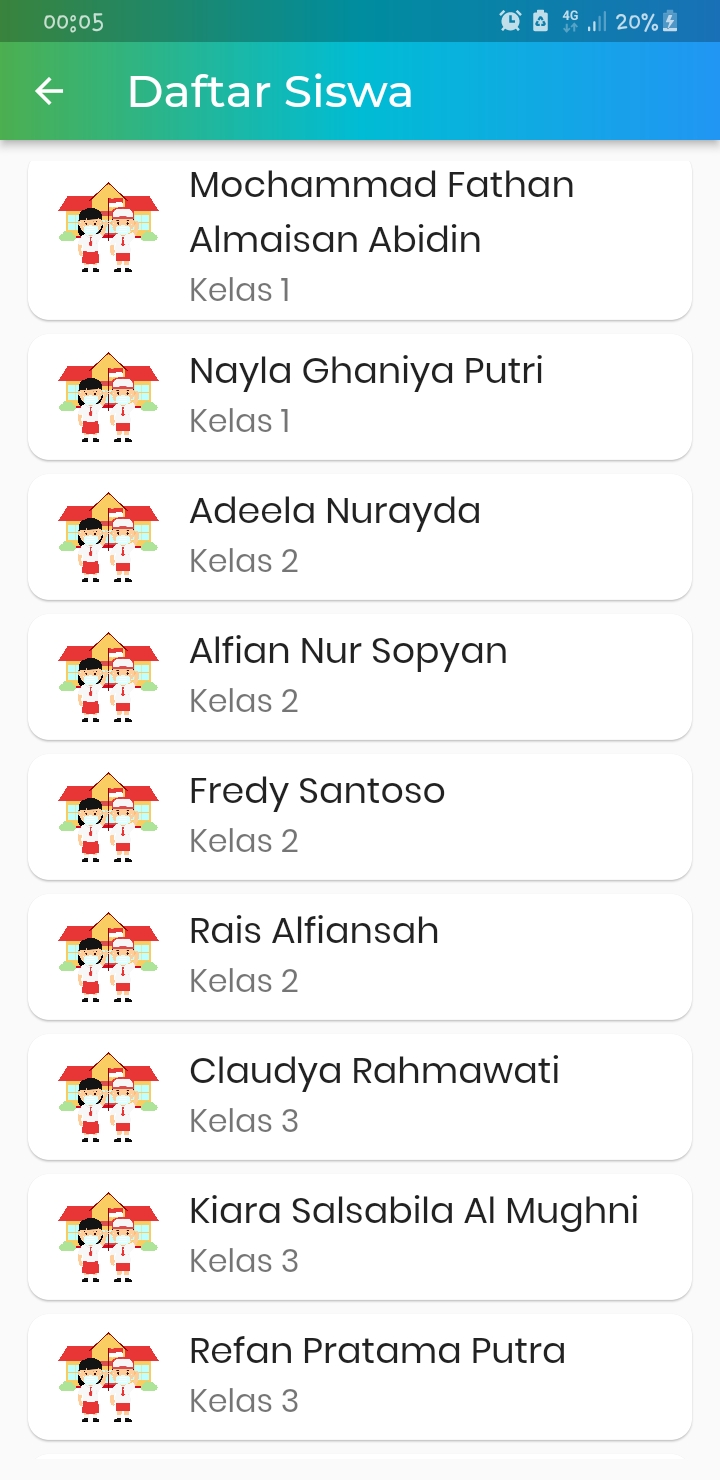 00:05
4G
20%
Daftar Siswa
Mochammad Fathan
Almaisan Abidin
Kelas 1
Nayla Ghaniya Putri
Kelas 1
Adeela Nurayda
Kelas 2
Alfian Nur Sopyan
Kelas 2
Fredy Santoso
Kelas 2
Rais Alfiansah
Kelas 2
Claudya Rahmawati
Kelas 3
Kiara Salsabila Al Mughni
Kelas 3
Refan Pratama Putra
Kelas 3